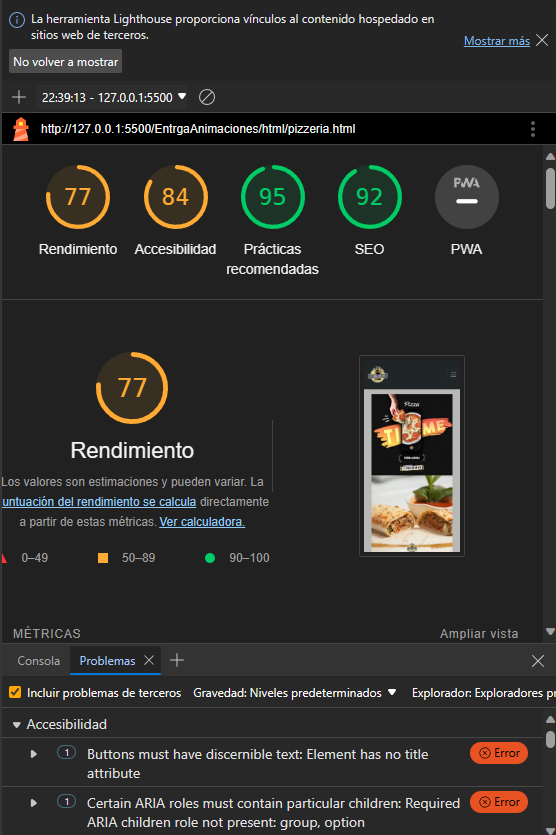 La herramienta Lighthouse proporciona vínculos al contenido hospedado en
sitios web de terceros.
Mostrar más
No volver a mostrar
22:39:13 - 127.0.0.1:5500
http://127.0.0.1:5500/EntrgaAnimaciones/html/pizzeria.html
77
84
95
92
PWA
Rendimiento
Accesibilidad
Prácticas
recomendadas
SEO
PWA
77
Rendimiento
Los valores son estimaciones y pueden variar. La
untuación del rendimiento se calcula directamente
a partir de estas métricas. Ver calculadora.
0–49
50–89
90–100
Pizza
TIME
MÉTRICAS
Ampliar vista
Consola
Problemas
Incluir problemas de terceros
Gravedad: Niveles predeterminados
Explorador: Exploradores pr
Accesibilidad
1
Buttons must have discernible text: Element has no title
attribute
Error
1
Certain ARIA roles must contain particular children: Required
ARIA children role not present: group, option
Error